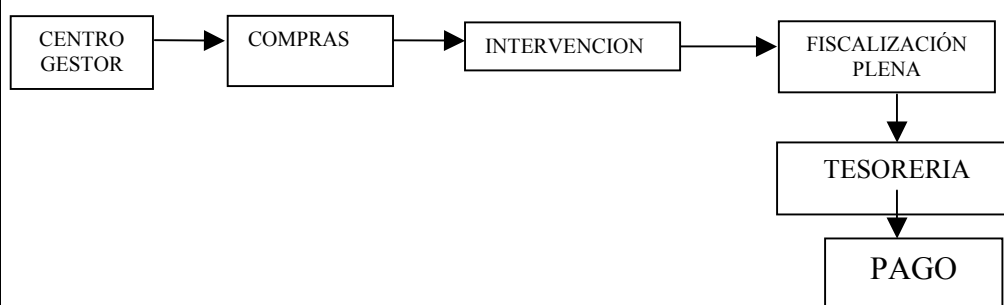 CENTRO
GESTOR
COMPRAS
INTERVENCION
FISCALIZACIÓN
PLENA
TESORERIA
PAGO